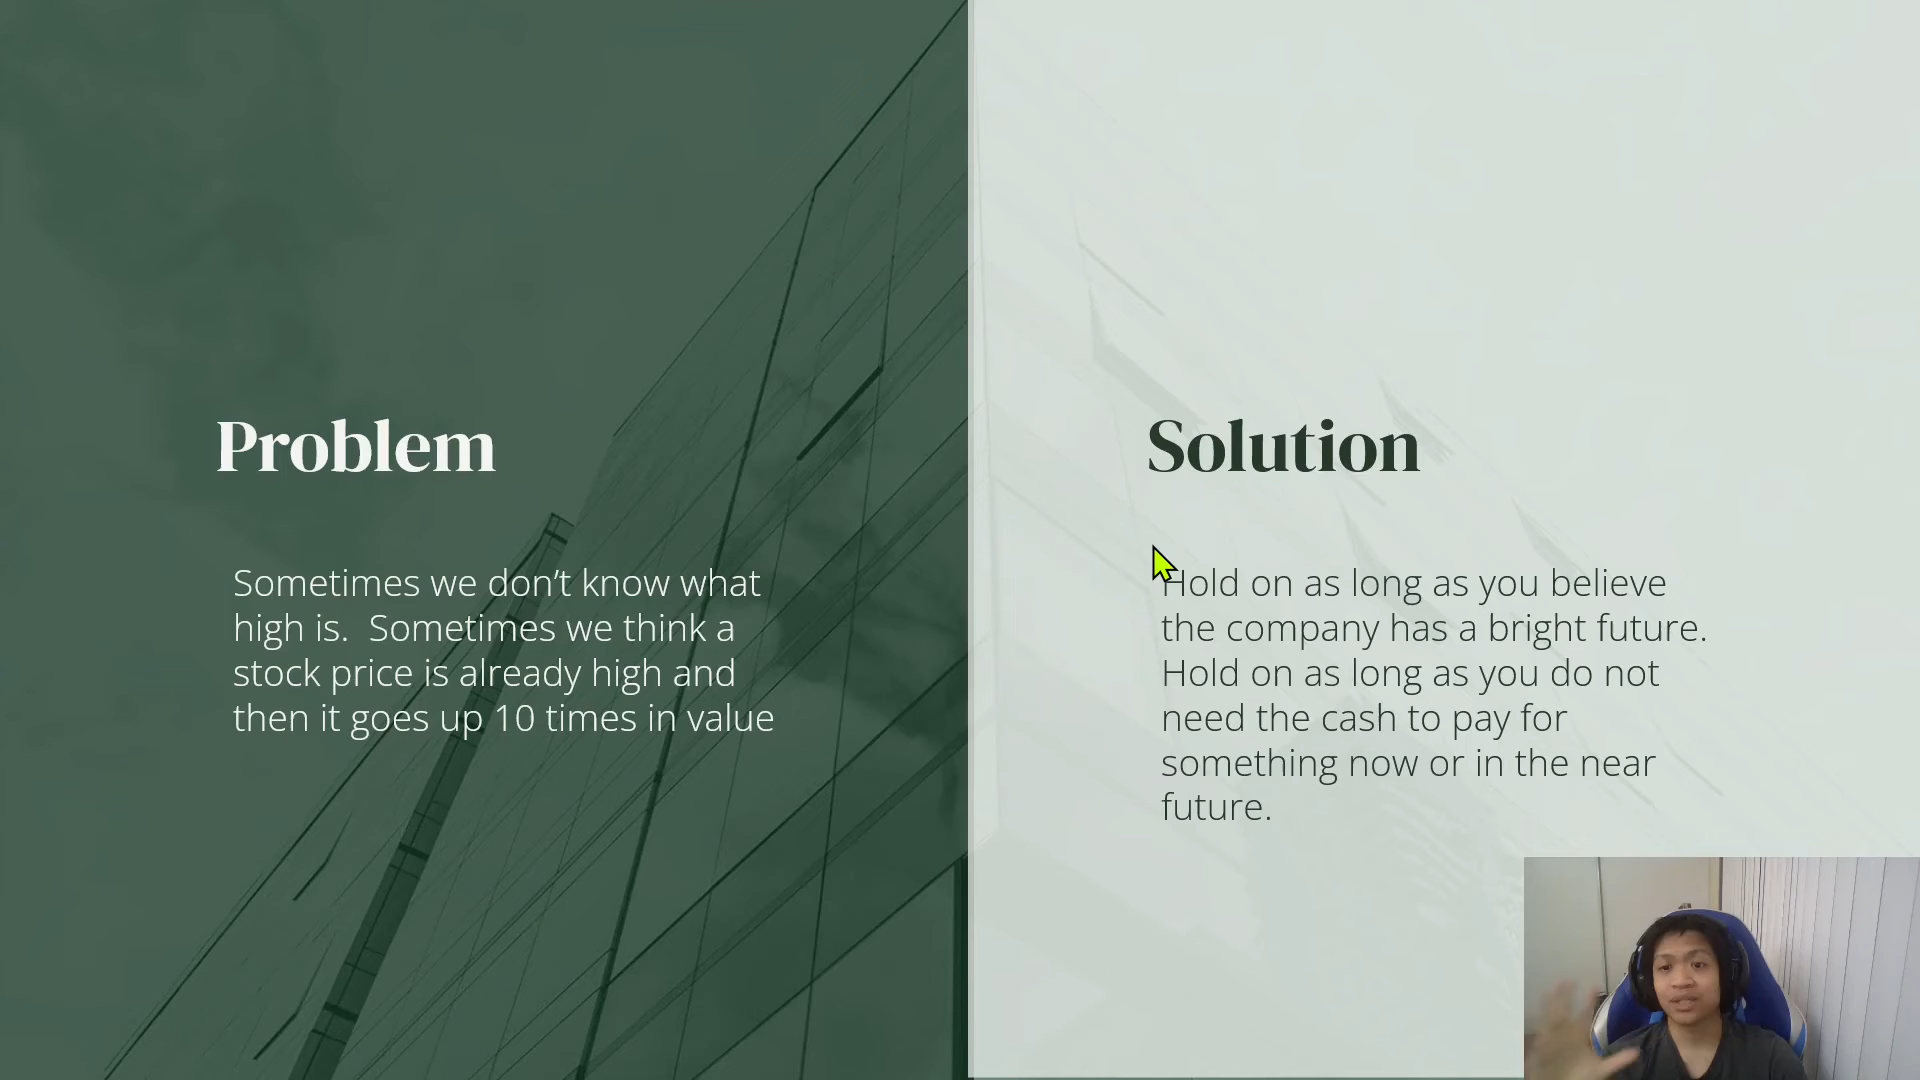 Problem
Sometimes we don’t know what
high is.  Sometimes we think a
stock price is already high and
then it goes up 10 times in value
Solution
Hold on as long as you believe
the company has a bright future.
Hold on as long as you do not
need the cash to pay for
something now or in the near
future.